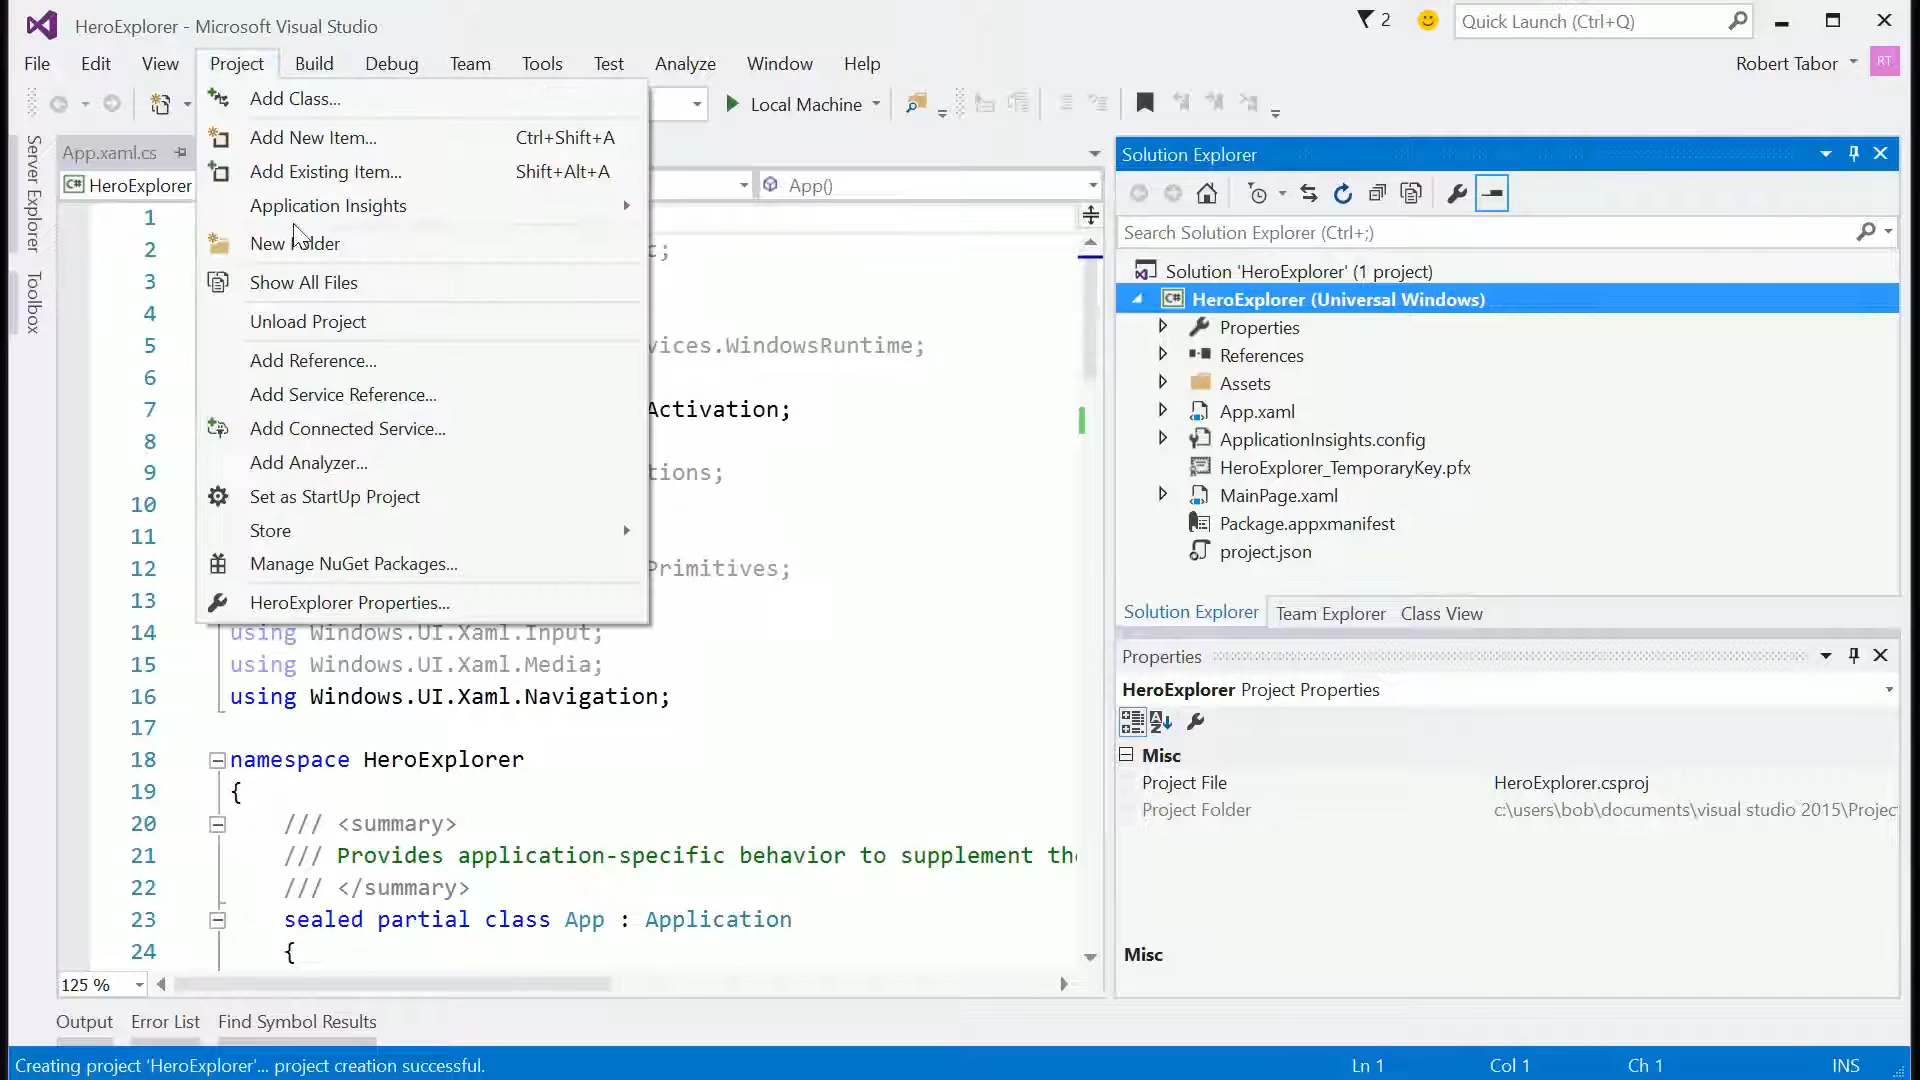 HeroExplorer - Microsoft Visual Studio
2
Quick Launch (Ctrl+Q)
File Edit View Project Build Debug Team Tools Test Analyze Window Help
Robert Tabor RT
Local Machine
Server Explorer
Toolbox
App.xaml.cs
HeroExplorer
App()
Add Class...
Add New Item... Ctrl+Shift+A
Add Existing Item... Shift+Alt+A
Application Insights
New Folder
Show All Files
Unload Project
Add Reference...
Add Service Reference...
Add Connected Service...
Add Analyzer...
Set as StartUp Project
Store
Manage NuGet Packages...
HeroExplorer Properties...
1
2 t;
3
4
5 vices.WindowsRuntime;
6
7 Activation;
8
9 tions;
10
11
12 Primitives;
13
14 using Windows.UI.Xaml.Input;
15 using Windows.UI.Xaml.Media;
16 using Windows.UI.Xaml.Navigation;
17
18 namespace HeroExplorer
19 {
20 /// <summary>
21 /// Provides application-specific behavior to supplement the
22 /// </summary>
23 sealed partial class App : Application
24 {
125 %
Solution Explorer
Search Solution Explorer (Ctrl+;)
Solution 'HeroExplorer' (1 project)
C# HeroExplorer (Universal Windows)
Properties
References
Assets
App.xaml
ApplicationInsights.config
HeroExplorer_TemporaryKey.pfx
MainPage.xaml
Package.appxmanifest
project.json
Solution Explorer Team Explorer Class View
Properties
HeroExplorer Project Properties
Misc
Project File HeroExplorer.csproj
Project Folder c:\users\bob\documents\visual studio 2015\Projec
Misc
Output Error List Find Symbol Results
Creating project 'HeroExplorer'... project creation successful.
Ln 1 Col 1 Ch 1 INS